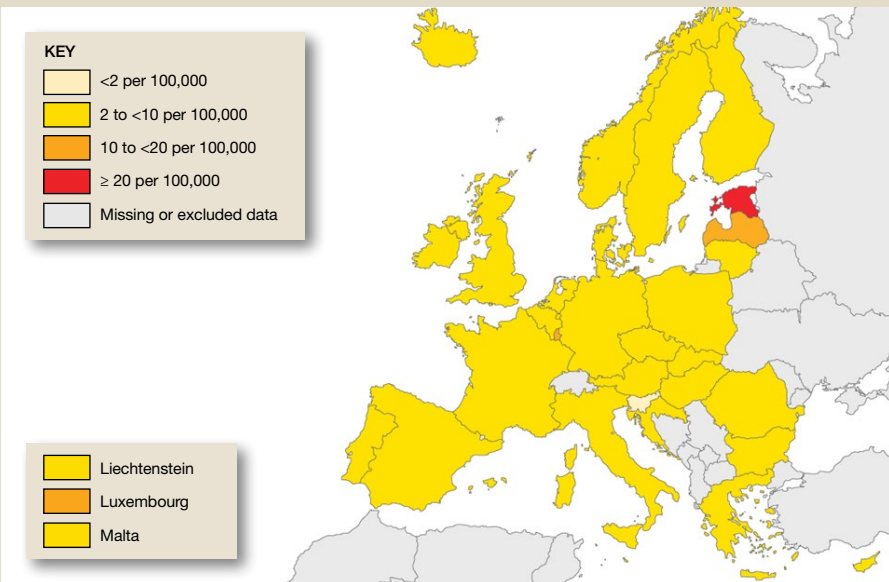 KEY
<2 per 100,000
2 to <10 per 100,000
10 to <20 per 100,000
≥ 20 per 100,000
Missing or excluded data
Liechtenstein
Luxembourg
Malta